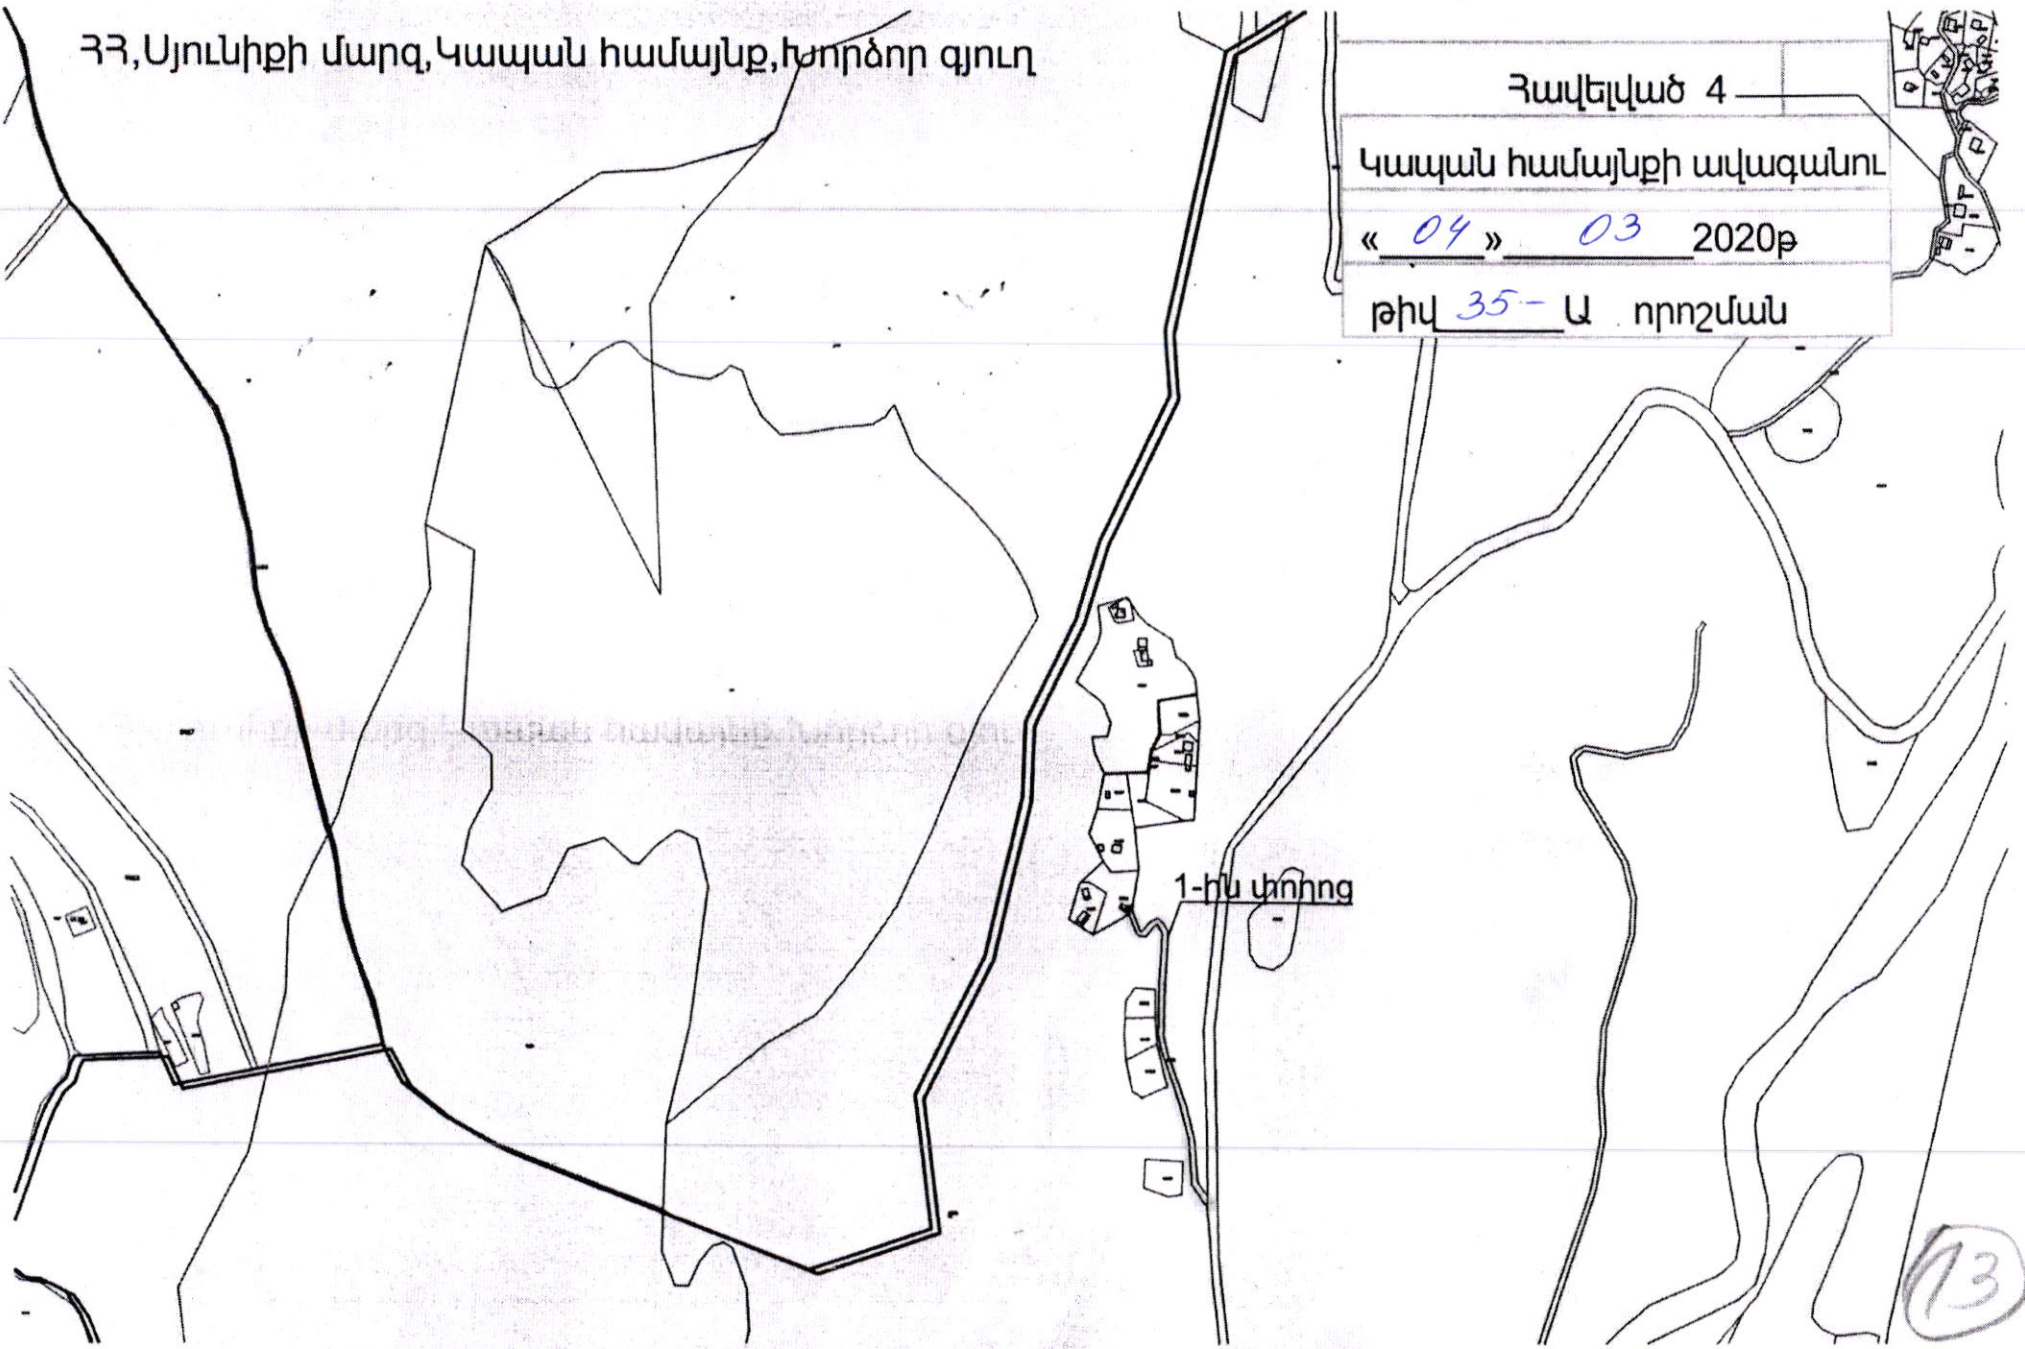 ՀՀ,Սյունիքի մարզ,Կապան համայնք,Խորձոր գյուղ
Հավելված 4
Կապան համայնքի ավագանու
« 04 » 03 2020թ
թիվ 35- Ա որոշման
1-ին փողոց
13